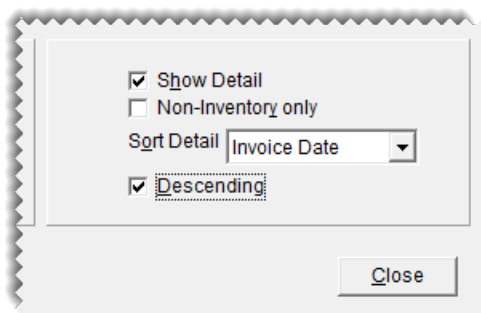 Show Detail
Non-Inventory only
Sort Detail Invoice Date
Descending
Close